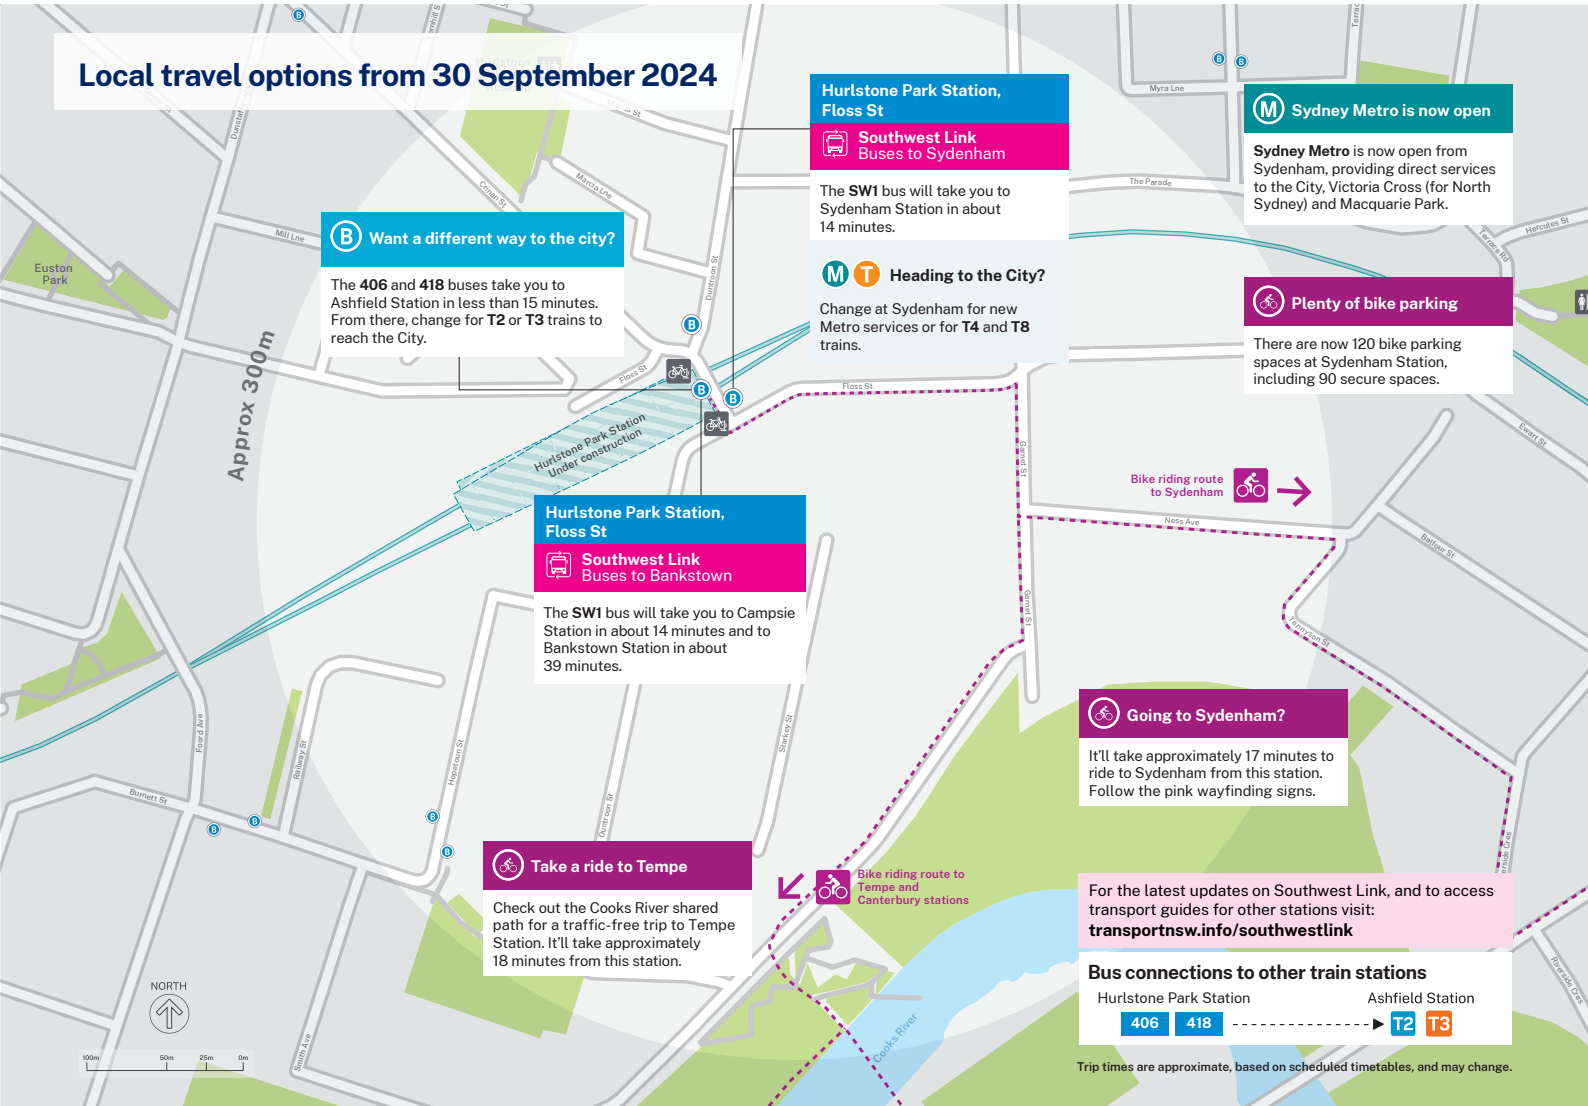 Local travel options from 30 September 2024
Hurlstone Park Station,
Floss St
Southwest Link
Buses to Sydenham
The SW1 bus will take you to
Sydenham Station in about
14 minutes.
M T Heading to the City?
Change at Sydenham for new
Metro services or for T4 and T8
trains.
M Sydney Metro is now open
Sydney Metro is now open from
Sydenham, providing direct services
to the City, Victoria Cross (for North
Sydney) and Macquarie Park.
B Want a different way to the city?
The 406 and 418 buses take you to
Ashfield Station in less than 15 minutes.
From there, change for T2 or T3 trains to
reach the City.
Plenty of bike parking
There are now 120 bike parking
spaces at Sydenham Station,
including 90 secure spaces.
Hurlstone Park Station
Under construction
Approx 300m
Bike riding route
to Sydenham
Hurlstone Park Station,
Floss St
Southwest Link
Buses to Bankstown
The SW1 bus will take you to Campsie
Station in about 14 minutes and to
Bankstown Station in about
39 minutes.
Going to Sydenham?
It'll take approximately 17 minutes to
ride to Sydenham from this station.
Follow the pink wayfinding signs.
Take a ride to Tempe
Check out the Cooks River shared
path for a traffic-free trip to Tempe
Station. It'll take approximately
18 minutes from this station.
Bike riding route to
Tempe and
Canterbury stations
For the latest updates on Southwest Link, and to access
transport guides for other stations visit:
transportnsw.info/southwestlink
Bus connections to other train stations
Hurlstone Park Station
Ashfield Station
406 418 T2 T3
Trip times are approximate, based on scheduled timetables, and may change.
NORTH
100m 50m 25m 0m
Euston
Park
Mill Lne
Crinan St
Marcia Lne
Duntroon St
Floss St
Floss St
The Parade
Myra Lne
Terrace Rd
Hercules St
Ewart St
Garnet St
Ness Ave
Balfour St
Garnet St
Tennyson St
Foord Ave
Railway St
Hopetoun St
Duntroon St
Starkey St
Burnett St
Smith Ave
Cooks River
Riverside Cres
B
B
B
B
B
B
B
B
B
B